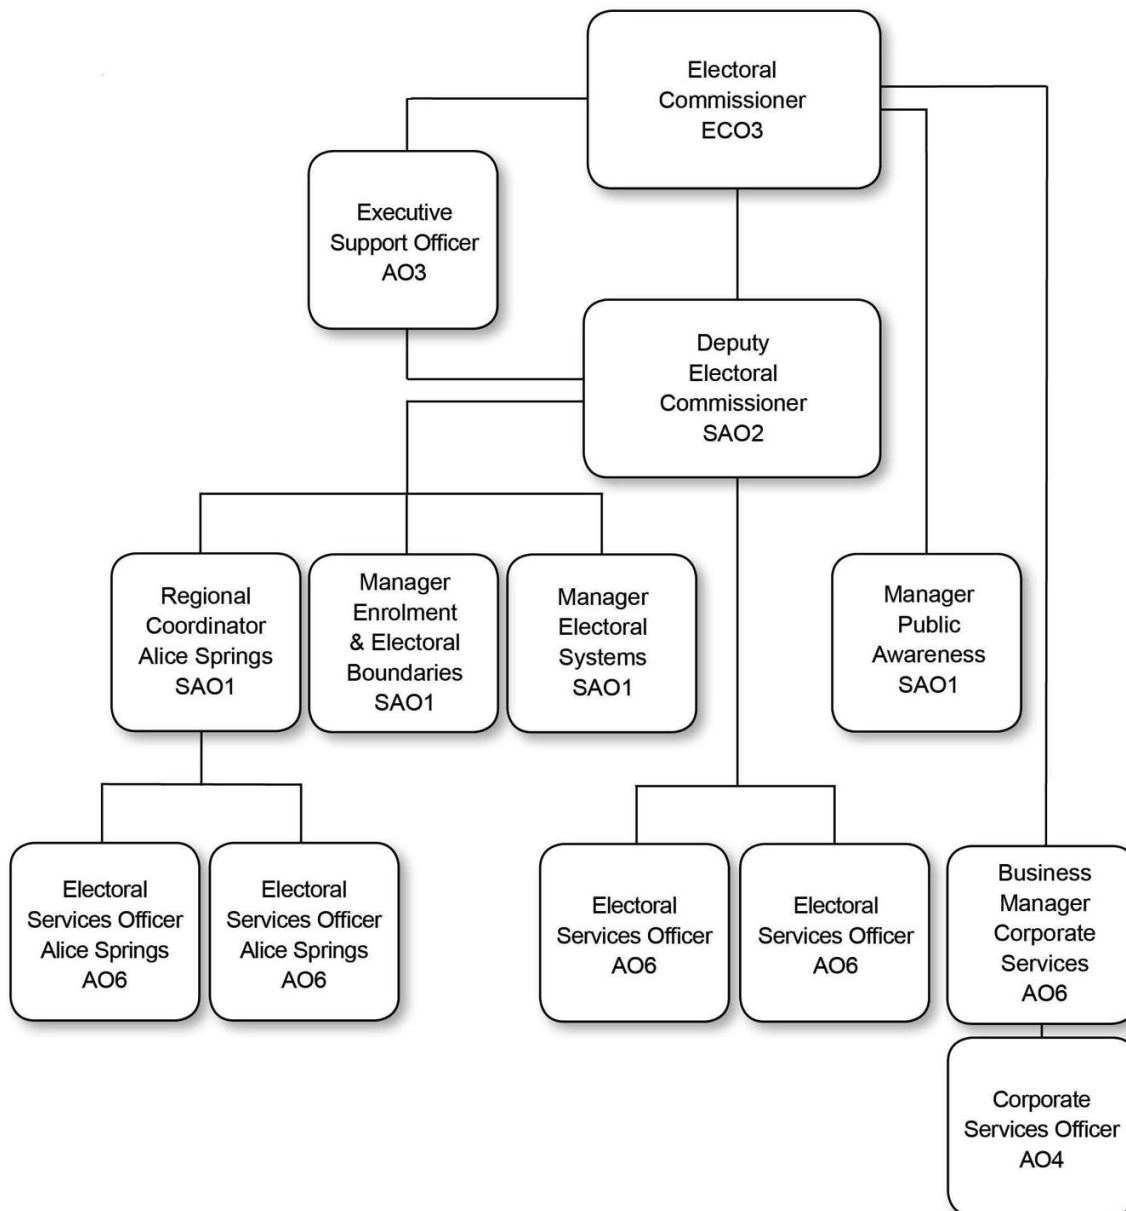 Electoral
Commissioner
ECO3
Executive
Support Officer
AO3
Deputy
Electoral
Commissioner
SAO2
Regional
Coordinator
Alice Springs
SAO1
Manager
Enrolment
& Electoral
Boundaries
SAO1
Manager
Electoral
Systems
SAO1
Manager
Public
Awareness
SAO1
Electoral
Services Officer
Alice Springs
AO6
Electoral
Services Officer
Alice Springs
AO6
Electoral
Services Officer
AO6
Electoral
Services Officer
AO6
Business
Manager
Corporate
Services
AO6
Corporate
Services Officer
AO4